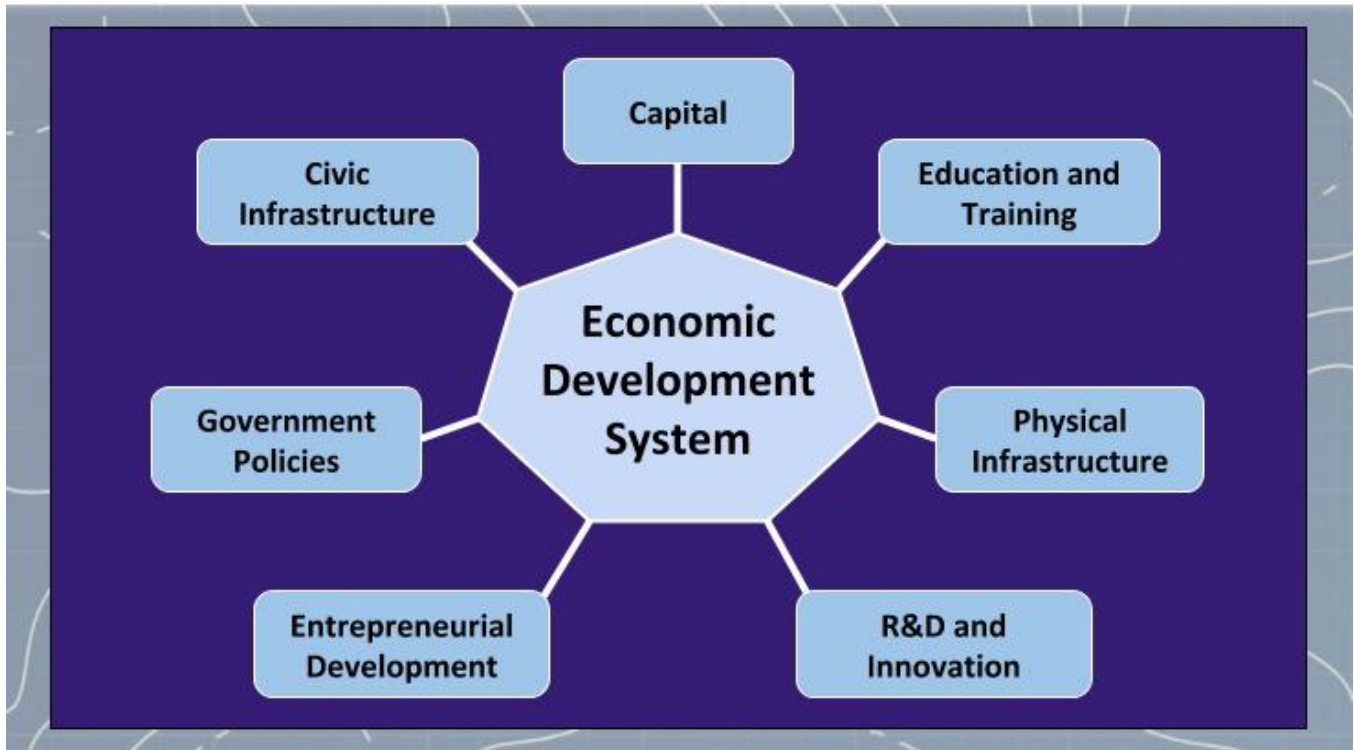 Capital
Civic
Infrastructure
Education and
Training
Economic
Development
System
Government
Policies
Physical
Infrastructure
Entrepreneurial
Development
R&D and
Innovation